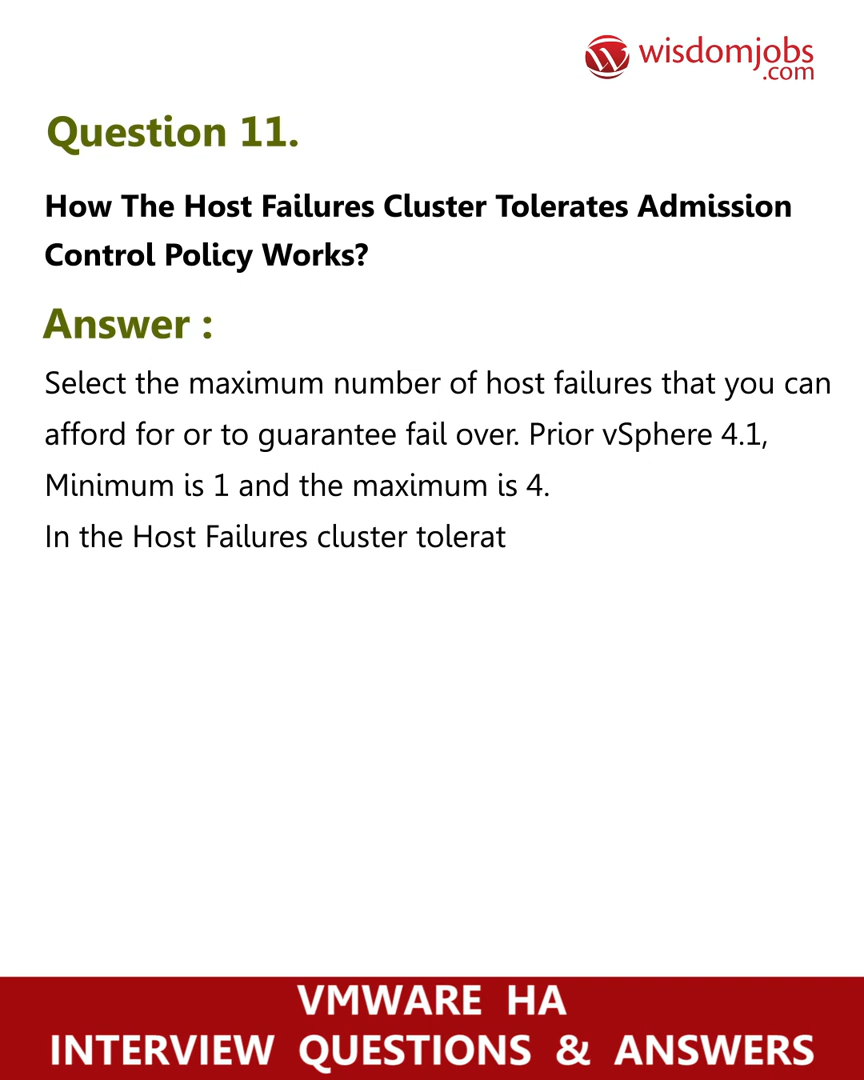 wisdomjobs
.com
Question 11.
How The Host Failures Cluster Tolerates Admission
Control Policy Works?
Answer :
Select the maximum number of host failures that you can
afford for or to guarantee fail over. Prior vSphere 4.1,
Minimum is 1 and the maximum is 4.
In the Host Failures cluster tolerat
VMWARE HA
INTERVIEW QUESTIONS & ANSWERS